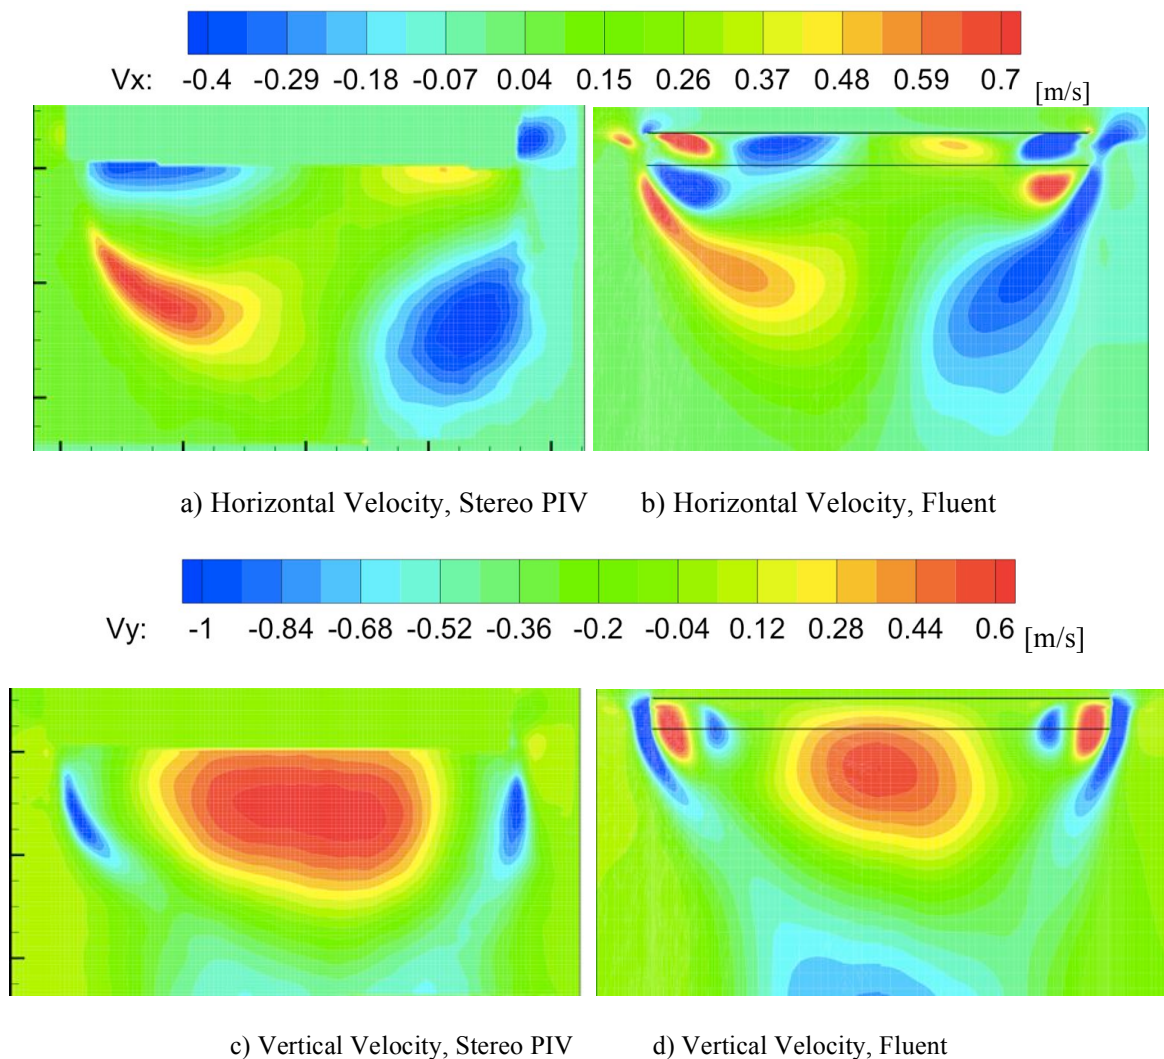 Vx: -0.4 -0.29 -0.18 -0.07 0.04 0.15 0.26 0.37 0.48 0.59 0.7 [m/s]
a) Horizontal Velocity, Stereo PIV b) Horizontal Velocity, Fluent
Vy: -1 -0.84 -0.68 -0.52 -0.36 -0.2 -0.04 0.12 0.28 0.44 0.6 [m/s]
c) Vertical Velocity, Stereo PIV d) Vertical Velocity, Fluent